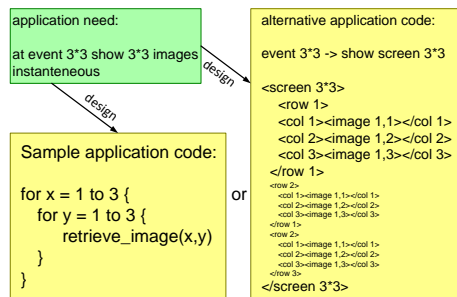 application need:
at event 3*3 show 3*3 images
instanteneous
design
design
Sample application code:
for x = 1 to 3 {
for y = 1 to 3 {
retrieve_image(x,y)
}
}
or
alternative application code:
event 3*3 -> show screen 3*3
<screen 3*3>
<row 1>
<col 1><image 1,1></col 1>
<col 2><image 1,2></col 2>
<col 3><image 1,3></col 3>
</row 1>
<row 2>
<col 1><image 1,1></col 1>
<col 2><image 1,2></col 2>
<col 3><image 1,3></col 3>
</row 1>
<row 2>
<col 1><image 1,1></col 1>
<col 2><image 1,2></col 2>
<col 3><image 1,3></col 3>
</row 3>
</screen 3*3>